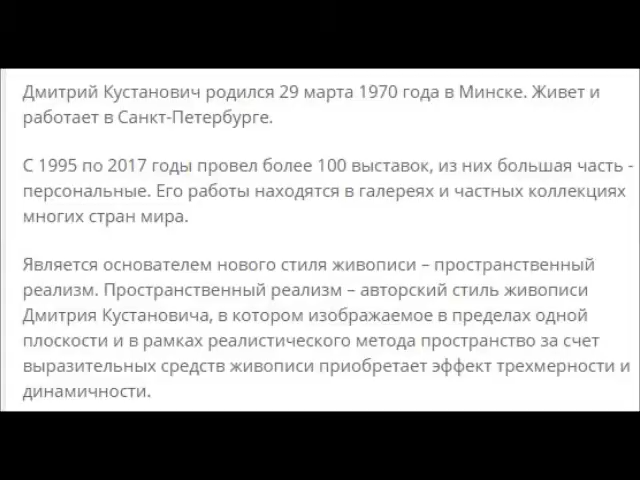 Дмитрий Кустанович родился 29 марта 1970 года в Минске. Живет и
работает в Санкт-Петербурге.
С 1995 по 2017 годы провел более 100 выставок, из них большая часть -
персональные. Его работы находятся в галереях и частных коллекциях
многих стран мира.
Является основателем нового стиля живописи – пространственный
реализм. Пространственный реализм – авторский стиль живописи
Дмитрия Кустановича, в котором изображаемое в пределах одной
плоскости и в рамках реалистического метода пространство за счет
выразительных средств живописи приобретает эффект трехмерности и
динамичности.